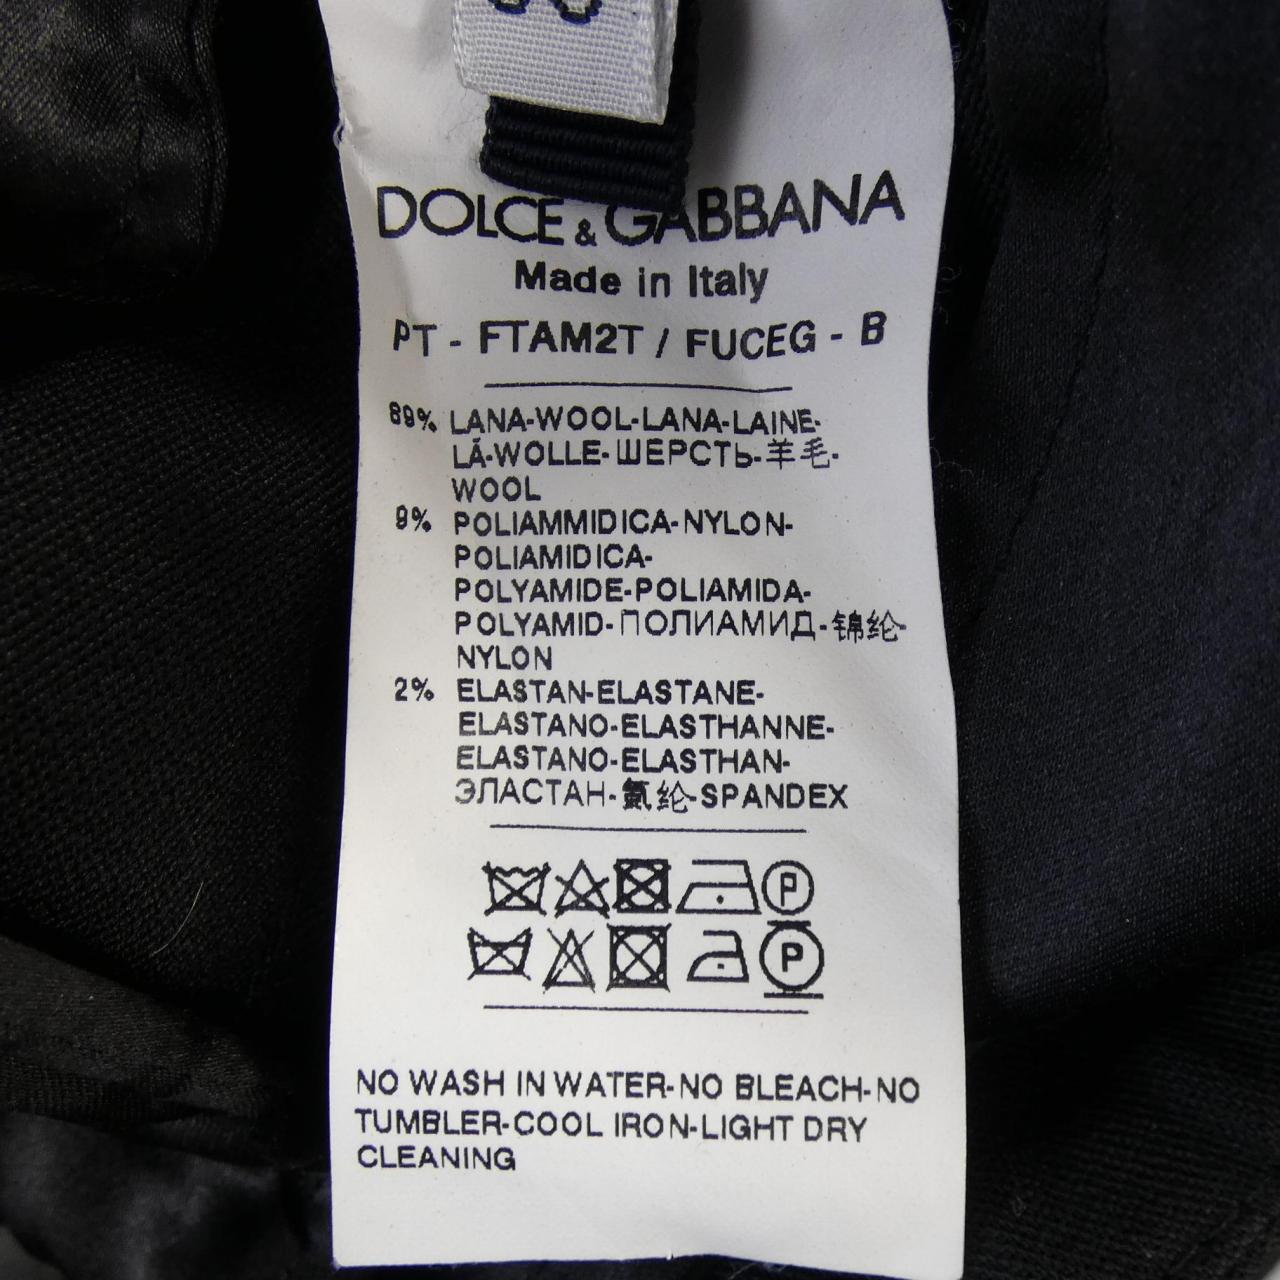 DOLCE & GABBANA
Made in Italy
PT - FTAM2T / FUCEG - B
89% LANA-WOOL-LANA-LAINE-
LÃ-WOLLE-ШЕРСТЬ-羊毛-
WOOL
9% POLIAMMIDICA-NYLON-
POLIAMIDICA-
POLYAMIDE-POLIAMIDA-
POLYAMID-ПОЛИАМИД-锦纶-
NYLON
2% ELASTAN-ELASTANE-
ELASTANO-ELASTHANNE-
ELASTANO-ELASTHAN-
ЭЛАСТАН-氨纶-SPANDEX
P
P
NO WASH IN WATER-NO BLEACH-NO
TUMBLER-COOL IRON-LIGHT DRY
CLEANING